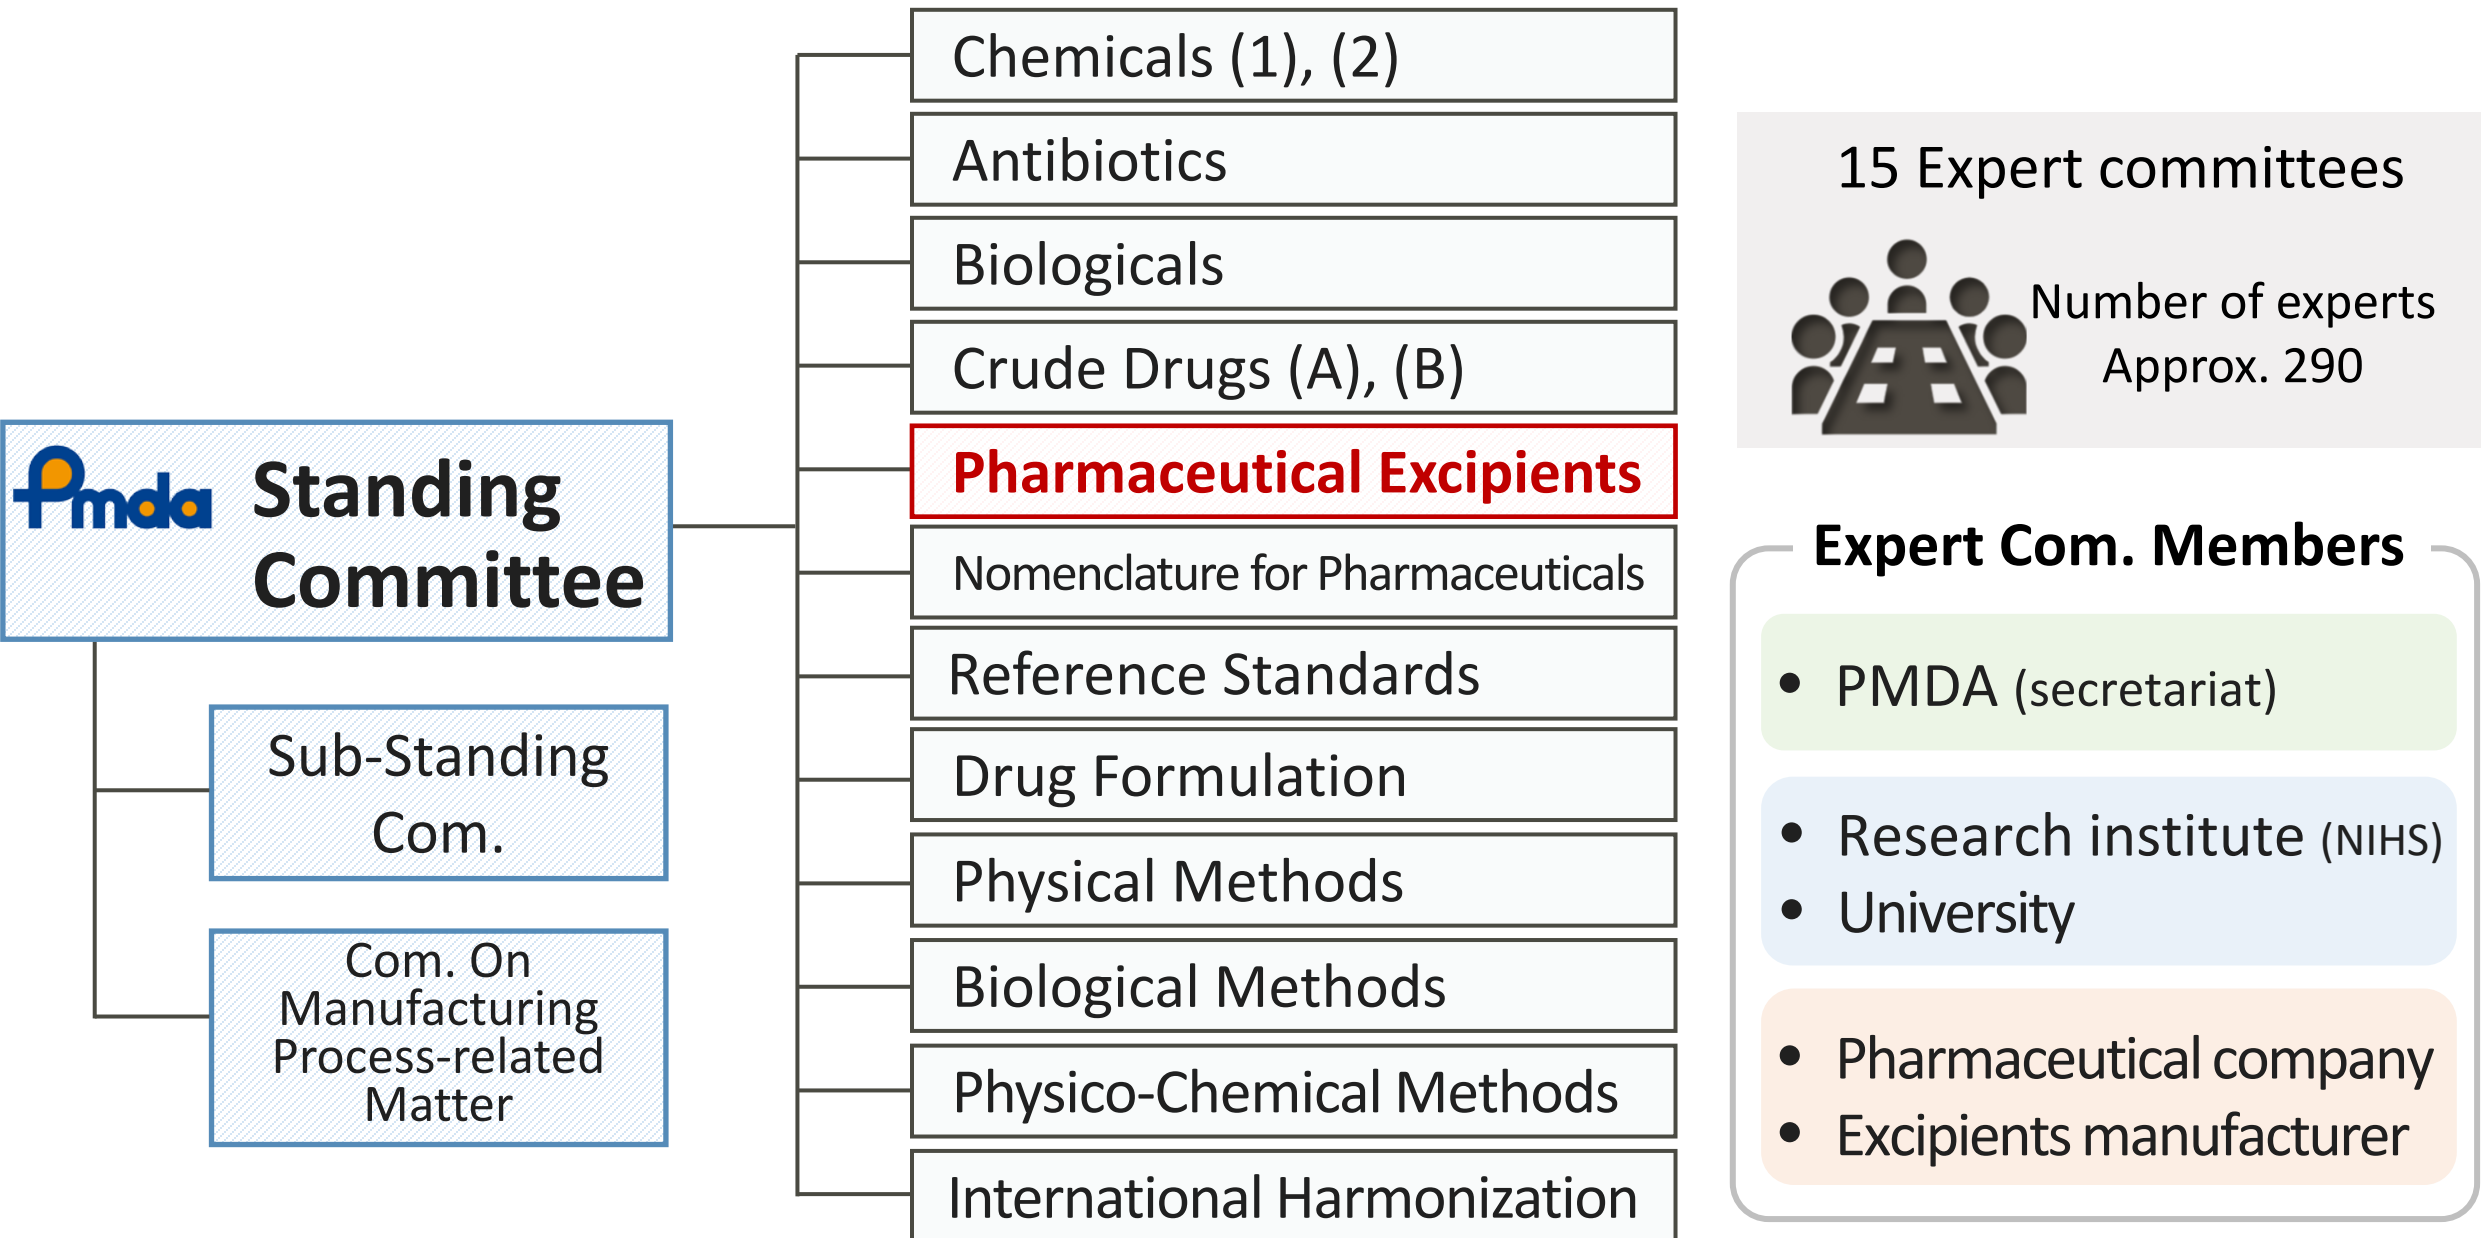 Pmda
Standing
Committee
Sub-Standing
Com.
Com. On
Manufacturing
Process-related
Matter
Chemicals (1), (2)
Antibiotics
Biologicals
Crude Drugs (A), (B)
Pharmaceutical Excipients
Nomenclature for Pharmaceuticals
Reference Standards
Drug Formulation
Physical Methods
Biological Methods
Physico-Chemical Methods
International Harmonization
15 Expert committees
Number of experts
Approx. 290
Expert Com. Members
• PMDA (secretariat)
• Research institute (NIHS)
• University
• Pharmaceutical company
• Excipients manufacturer